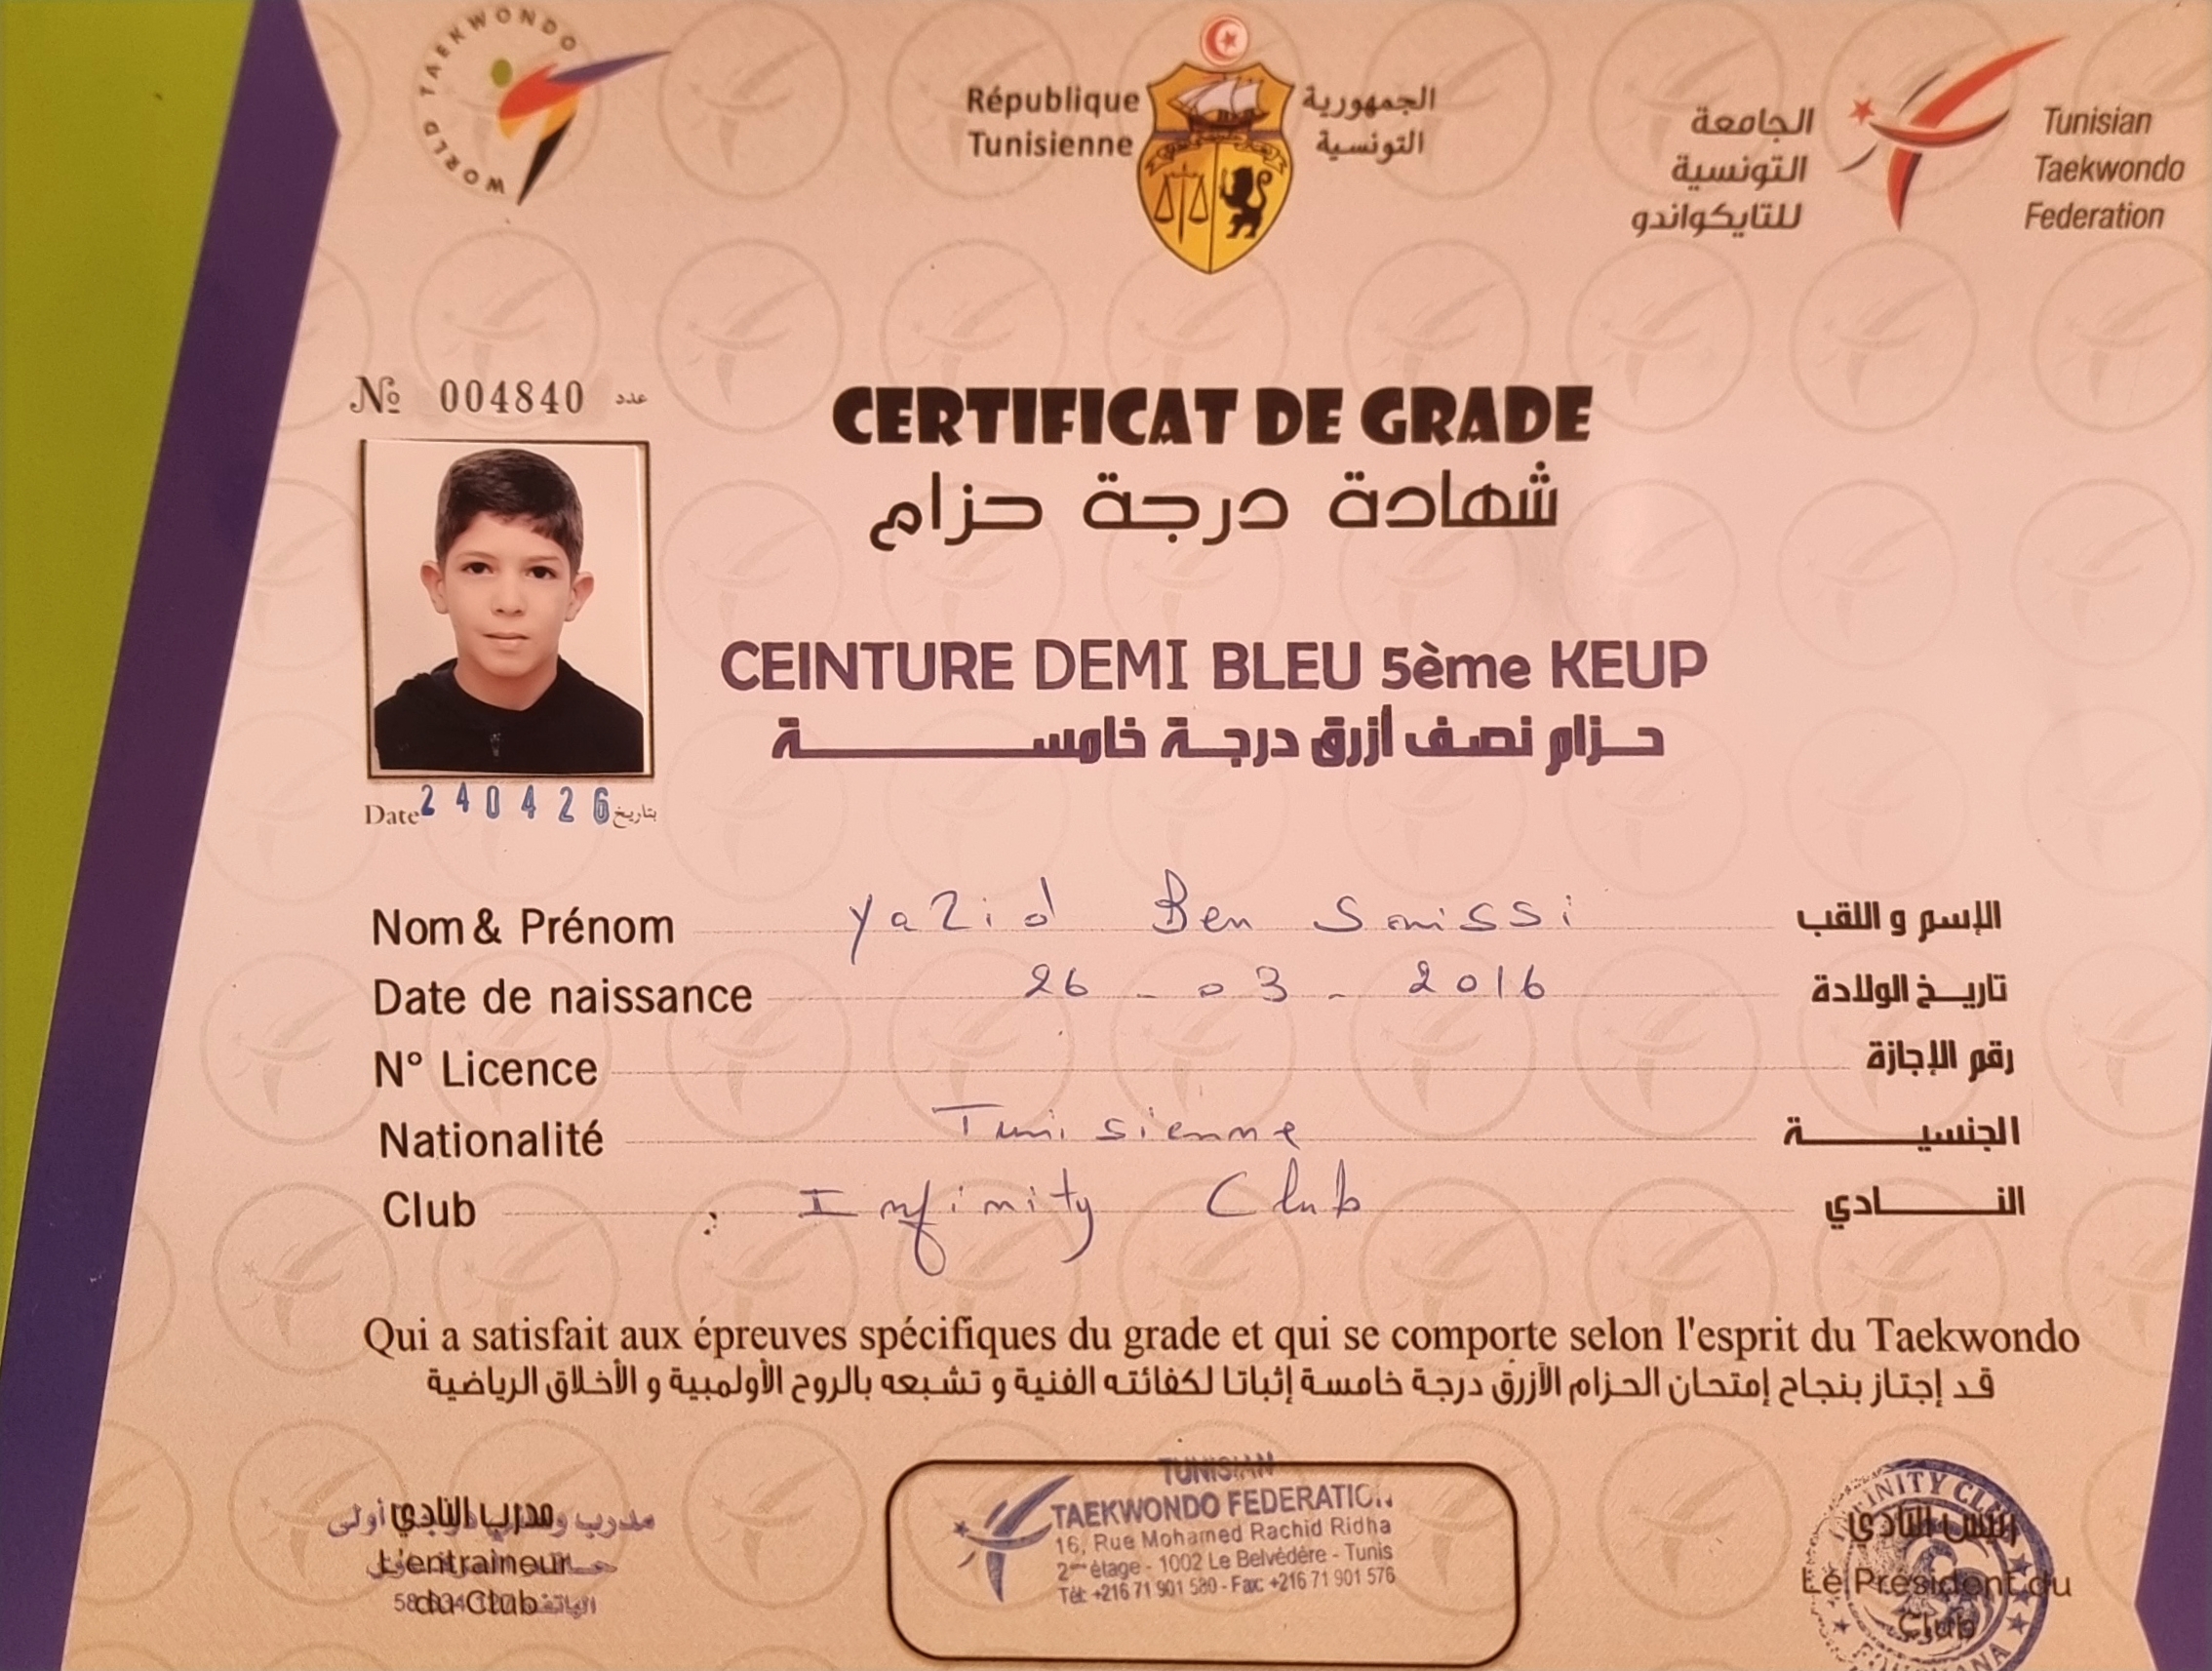 WORLD TAEKWONDO
République Tunisienne
الجمهورية التونسية
الجامعة التونسية للتايكواندو
Tunisian Taekwondo Federation
№ 004840 عدد
CERTIFICAT DE GRADE
شهادة درجة حزام
CEINTURE DEMI BLEU 5ème KEUP
حزام نصف أزرق درجة خامسة
Date 240426 بتاريخ
Nom & Prénom Yazid Ben Smissi الإسم و اللقب
Date de naissance 26 - 03 - 2016 تاريخ الولادة
N° Licence رقم الإجازة
Nationalité Tunisienne الجنسية
Club : Infinity Club النادي
Qui a satisfait aux épreuves spécifiques du grade et qui se comporte selon l'esprit du Taekwondo
قد إجتاز بنجاح إمتحان الحزام الأزرق درجة خامسة إثباتا لكفائته الفنية و تشبعه بالروح الأولمبية و الأخلاق الرياضية
مدرب النادي
L'entraineur
du Club
TUNISIAN
TAEKWONDO FEDERATION
16, Rue Mohamed Rachid Ridha
2ème étage - 1002 Le Belvédère - Tunis
Tél: +216 71 901 580 - Fax: +216 71 901 576
رئيس النادي
Le Président du
Club